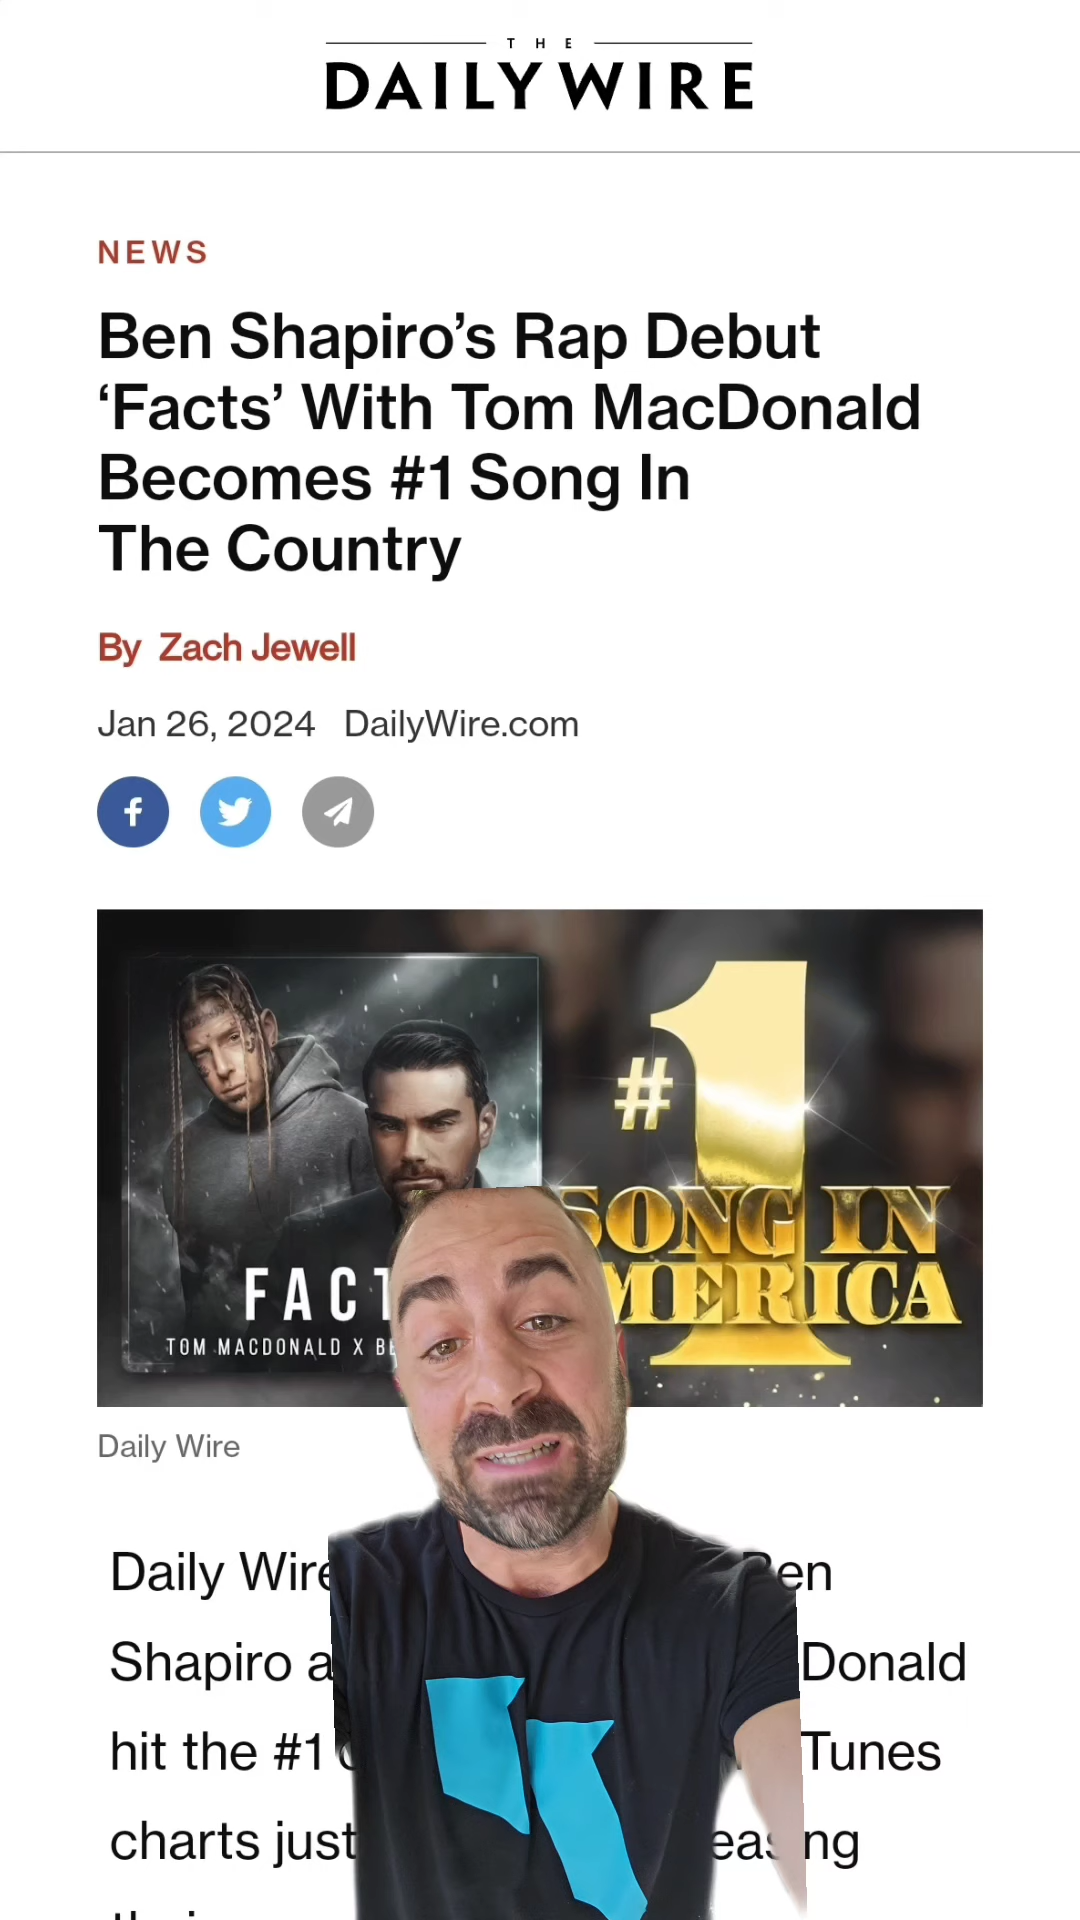 THE
DAILY WIRE
NEWS
Ben Shapiro’s Rap Debut
‘Facts’ With Tom MacDonald
Becomes #1 Song In
The Country
By Zach Jewell
Jan 26, 2024 DailyWire.com
#1
SONG IN
FACT
TOM MACDONALD X
Daily Wire
Daily Wire
Shapiro
Donald
hit the #1
Tunes
charts just